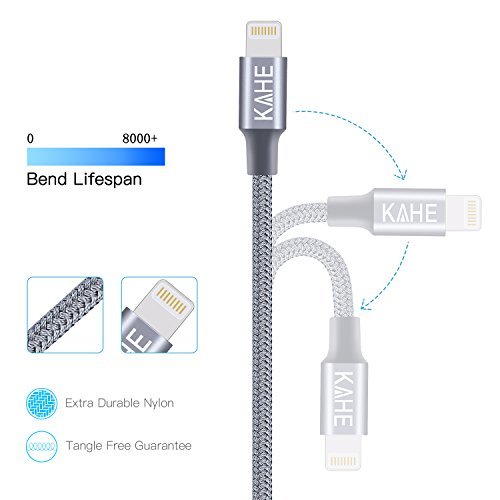 KAHE
0 8000+
Bend Lifespan
KAHE
KAHE
KAHE
Extra Durable Nylon
Tangle Free Guarantee